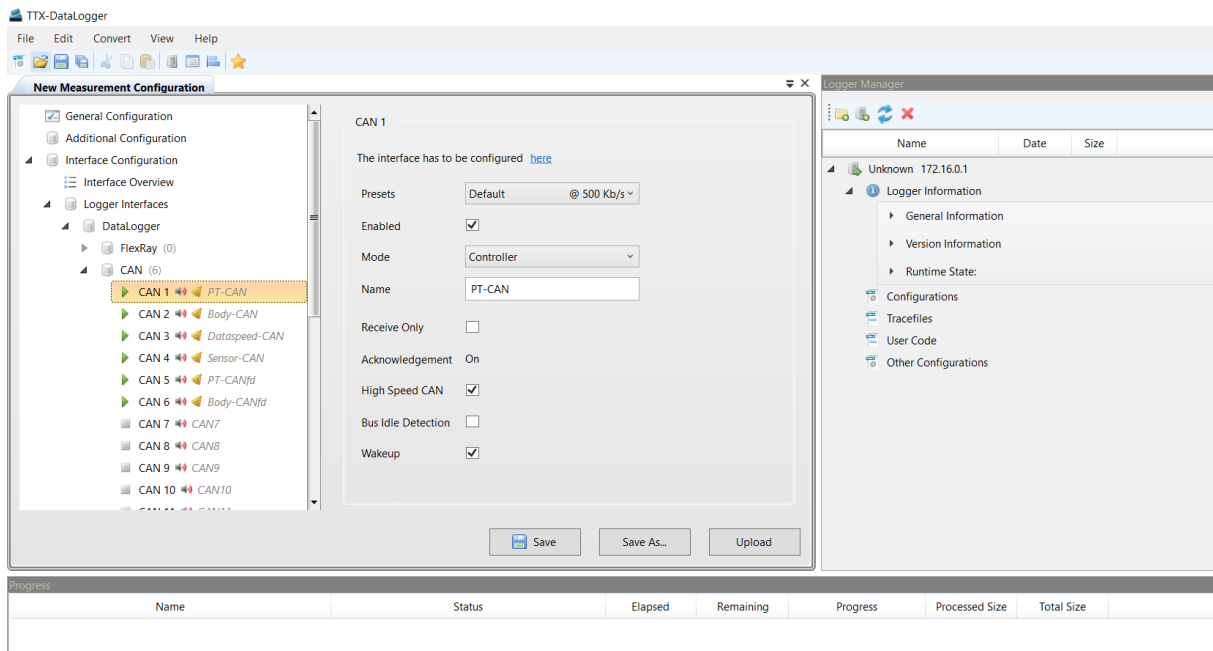 TTX-DataLogger
File Edit Convert View Help
New Measurement Configuration
General Configuration
Additional Configuration
Interface Configuration
Interface Overview
Logger Interfaces
DataLogger
FlexRay (0)
CAN (6)
CAN 1 PT-CAN
CAN 2 Body-CAN
CAN 3 Dataspeed-CAN
CAN 4 Sensor-CAN
CAN 5 PT-CANfd
CAN 6 Body-CANfd
CAN 7 CAN7
CAN 8 CAN8
CAN 9 CAN9
CAN 10 CAN10
CAN 1
The interface has to be configured here
Presets Default @ 500 Kb/s
Enabled
Mode Controller
Name PT-CAN
Receive Only
Acknowledgement On
High Speed CAN
Bus Idle Detection
Wakeup
Save Save As... Upload
Logger Manager
Name Date Size
Unknown 172.16.0.1
Logger Information
General Information
Version Information
Runtime State:
Configurations
Tracefiles
User Code
Other Configurations
Progress
Name Status Elapsed Remaining Progress Processed Size Total Size